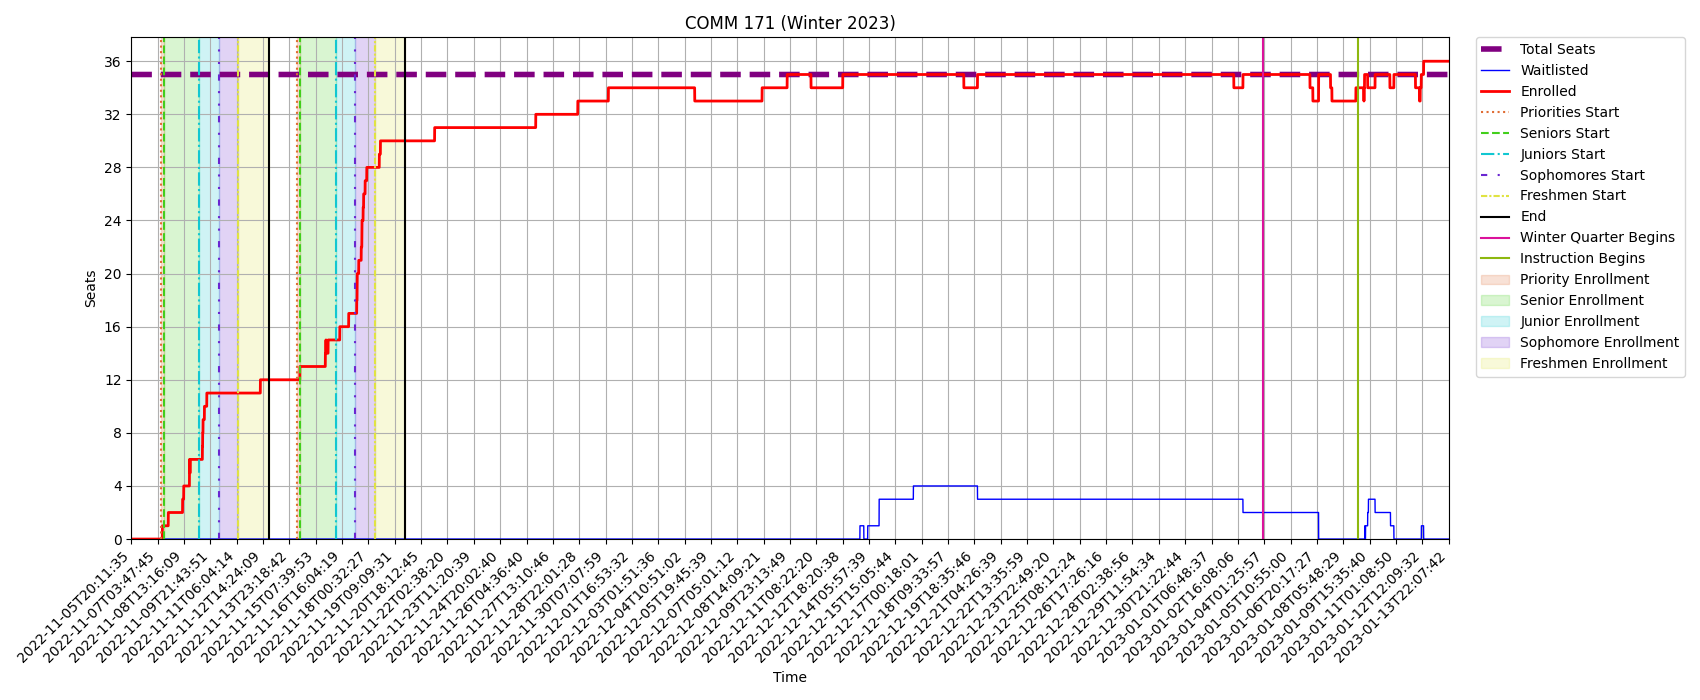 COMM 171 (Winter 2023)
Seats
36
32
28
24
20
16
12
8
4
0
2022-11-05T20:11:35
2022-11-07T03:47:45
2022-11-08T13:16:09
2022-11-09T21:43:51
2022-11-11T06:04:14
2022-11-12T14:24:09
2022-11-13T23:18:42
2022-11-15T07:39:53
2022-11-16T16:04:19
2022-11-18T00:32:27
2022-11-19T09:09:31
2022-11-20T18:12:45
2022-11-22T02:38:20
2022-11-24T20:02:40
2022-11-26T04:36:40
2022-11-27T13:10:46
2022-11-28T22:01:28
2022-11-30T07:07:59
2022-12-01T16:53:32
2022-12-03T01:51:36
2022-12-04T10:51:02
2022-12-05T19:45:39
2022-12-07T05:01:12
2022-12-08T14:09:21
2022-12-09T23:13:49
2022-12-11T08:22:20
2022-12-12T18:20:38
2022-12-14T05:57:39
2022-12-15T15:05:44
2022-12-17T00:18:01
2022-12-18T09:33:57
2022-12-19T18:35:46
2022-12-21T04:26:39
2022-12-22T13:35:59
2022-12-23T22:49:20
2022-12-25T08:12:24
2022-12-26T17:26:16
2022-12-28T02:38:56
2022-12-29T11:54:34
2022-12-30T21:22:44
2023-01-01T06:48:37
2023-01-02T16:08:06
2023-01-04T01:25:57
2023-01-05T10:55:00
2023-01-06T20:17:27
2023-01-08T05:48:29
2023-01-09T15:35:40
2023-01-11T01:08:50
2023-01-12T12:09:32
2023-01-13T22:07:42
Time
Total Seats
Waitlisted
Enrolled
Priorities Start
Seniors Start
Juniors Start
Sophomores Start
Freshmen Start
End
Winter Quarter Begins
Instruction Begins
Priority Enrollment
Senior Enrollment
Junior Enrollment
Sophomore Enrollment
Freshmen Enrollment